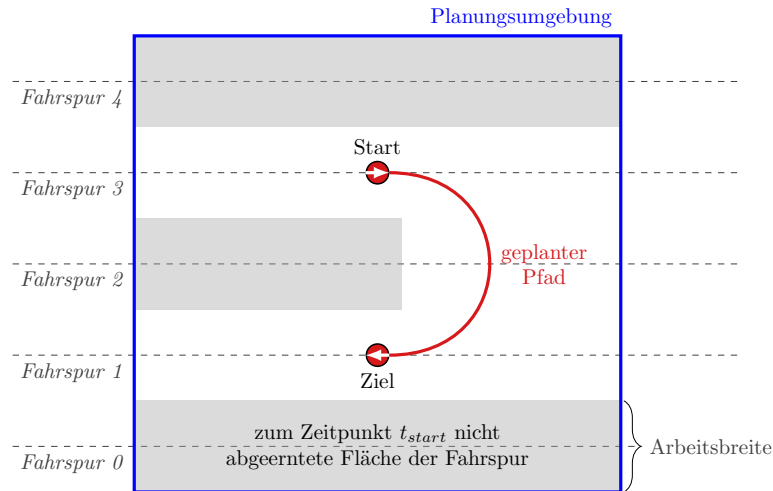 Planungsumgebung
Fahrspur 4
Start
Fahrspur 3
geplanter
Pfad
Fahrspur 2
Fahrspur 1
Ziel
zum Zeitpunkt t_start nicht
abgeerntete Fläche der Fahrspur
Arbeitsbreite
Fahrspur 0